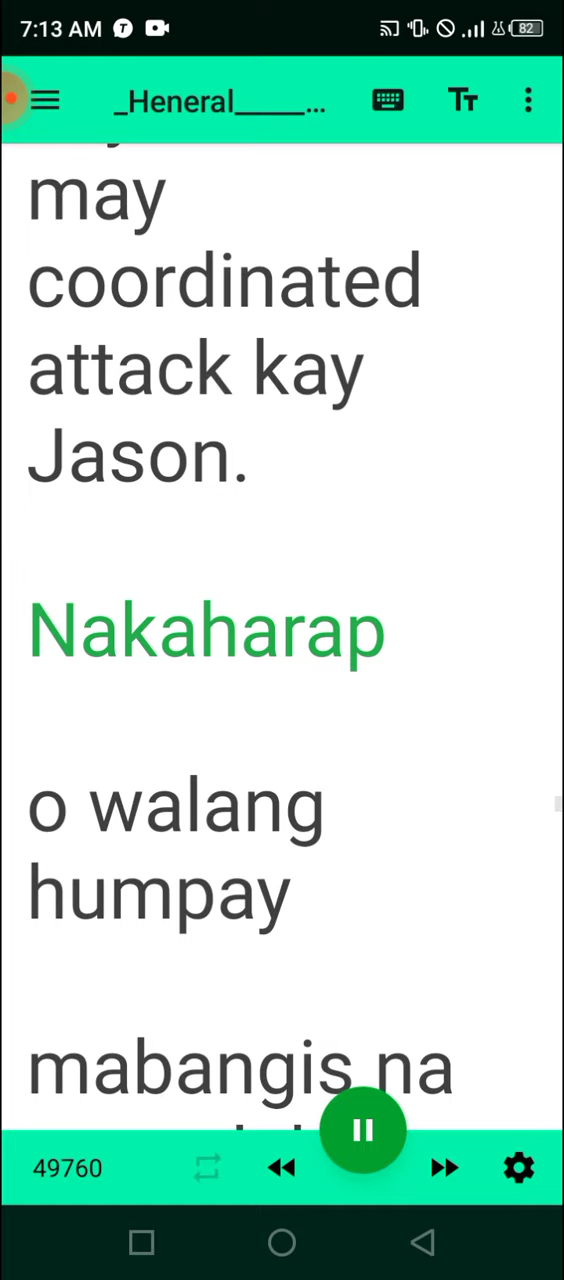 7:13 AM
82
_Heneral_____...
may
coordinated
attack kay
Jason.
Nakaharap
o walang
humpay
mabangis na
49760